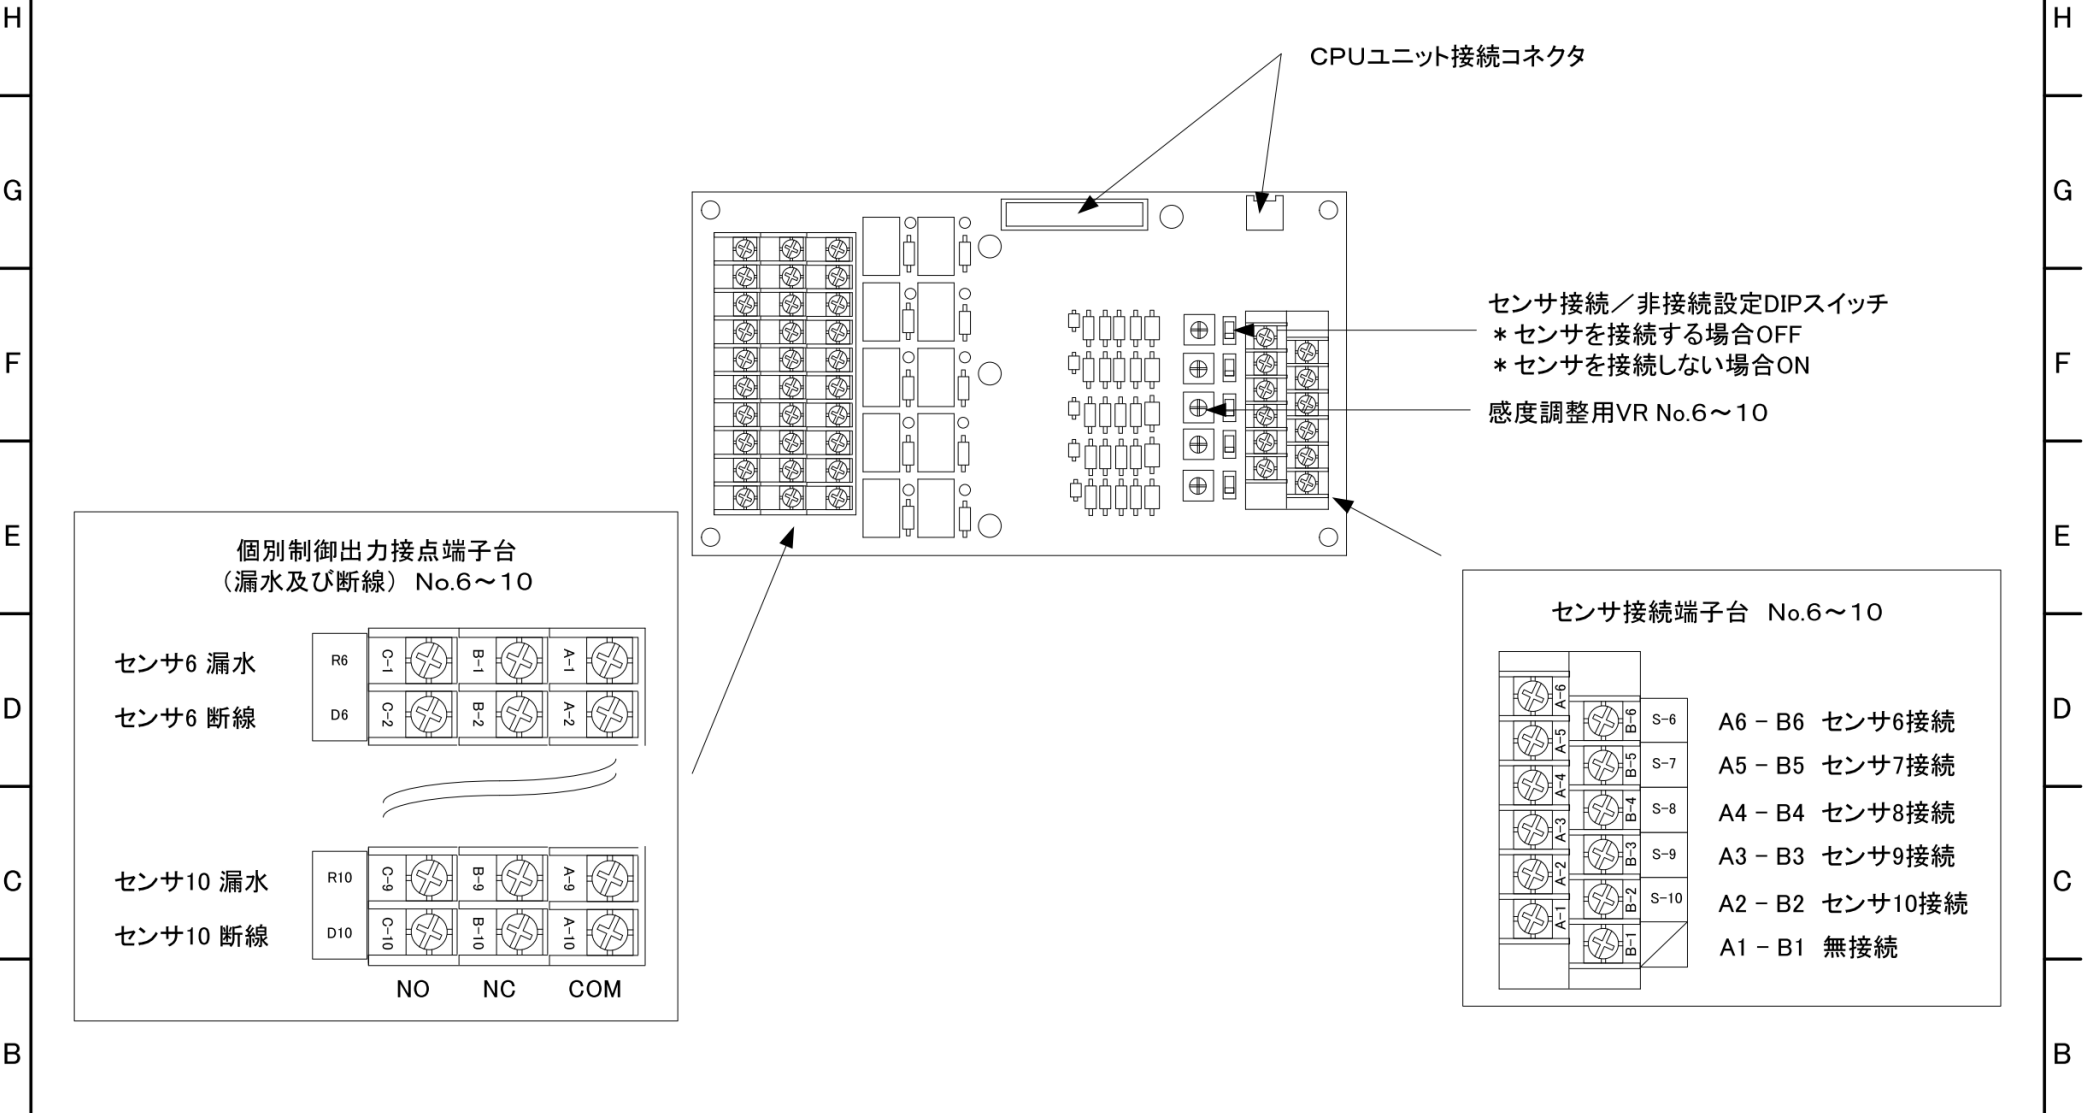 H
H
CPUユニット接続コネクタ
G
G
センサ接続／非接続設定DIPスイッチ
＊センサを接続する場合OFF
＊センサを接続しない場合ON
F
F
感度調整用VR No.6～10
E
E
個別制御出力接点端子台
（漏水及び断線） No.6～10
センサ6 漏水
R6
C-1
B-1
A-1
センサ6 断線
D6
C-2
B-2
A-2
センサ10 漏水
R10
C-9
B-9
A-9
センサ10 断線
D10
C-10
B-10
A-10
NO
NC
COM
センサ接続端子台 No.6～10
A-6
B-6
S-6
A6 - B6 センサ6接続
A-5
B-5
S-7
A5 - B5 センサ7接続
A-4
B-4
S-8
A4 - B4 センサ8接続
A-3
B-3
S-9
A3 - B3 センサ9接続
A-2
B-2
S-10
A2 - B2 センサ10接続
A-1
B-1
A1 - B1 無接続
D
D
C
C
B
B